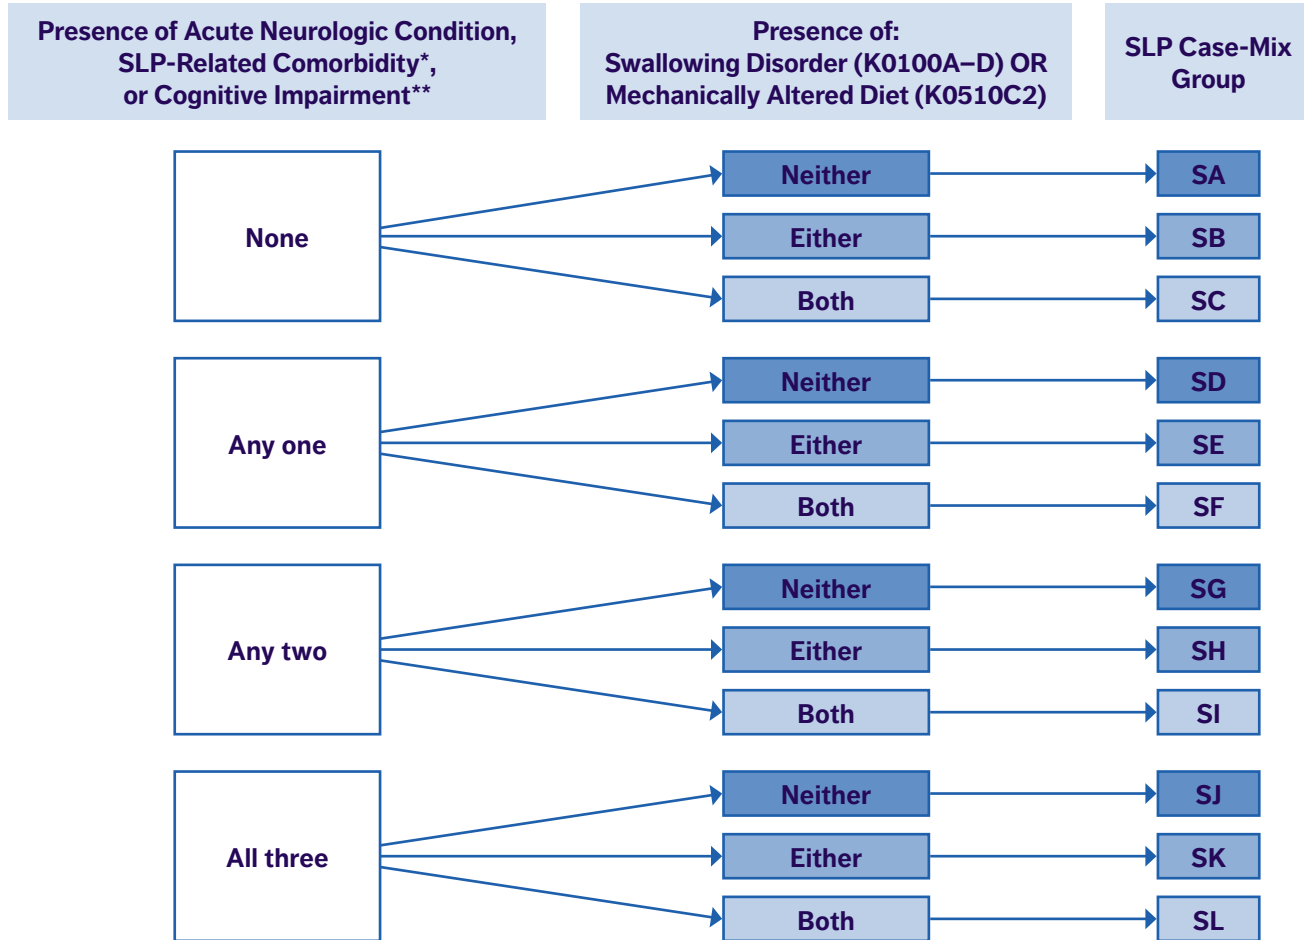 Presence of Acute Neurologic Condition,
SLP-Related Comorbidity*,
or Cognitive Impairment**
Presence of:
Swallowing Disorder (K0100A–D) OR
Mechanically Altered Diet (K0510C2)
SLP Case-Mix
Group
None
Neither
SA
Either
SB
Both
SC
Any one
Neither
SD
Either
SE
Both
SF
Any two
Neither
SG
Either
SH
Both
SI
All three
Neither
SJ
Either
SK
Both
SL